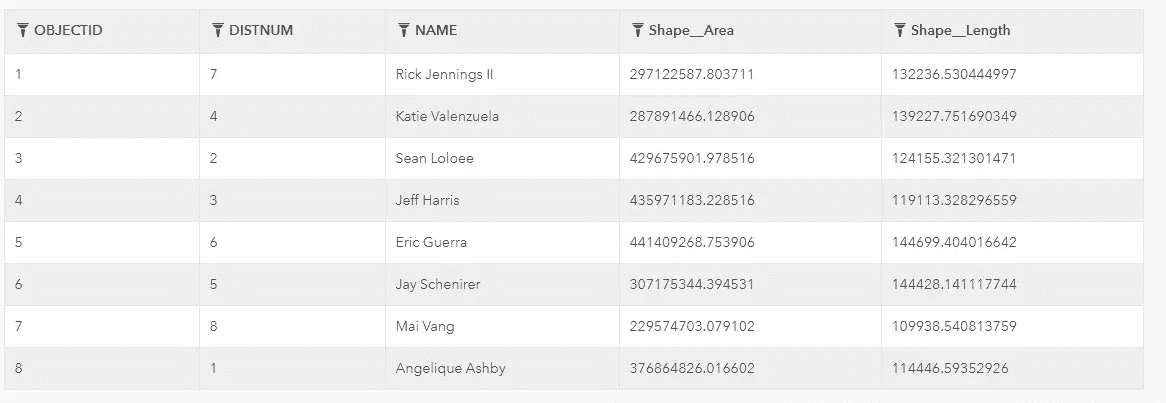 OBJECTID DISTNUM NAME Shape__Area Shape__Length
1 7 Rick Jennings II 297122587.803711 132236.530444997
2 4 Katie Valenzuela 287891466.128906 139227.751690349
3 2 Sean Loloee 429675901.978516 124155.321301471
4 3 Jeff Harris 435971183.228516 119113.328296559
5 6 Eric Guerra 441409268.753906 144699.404016642
6 5 Jay Schenirer 307175344.394531 144428.141117744
7 8 Mai Vang 229574703.079102 109938.540813759
8 1 Angelique Ashby 376864826.016602 114446.59352926